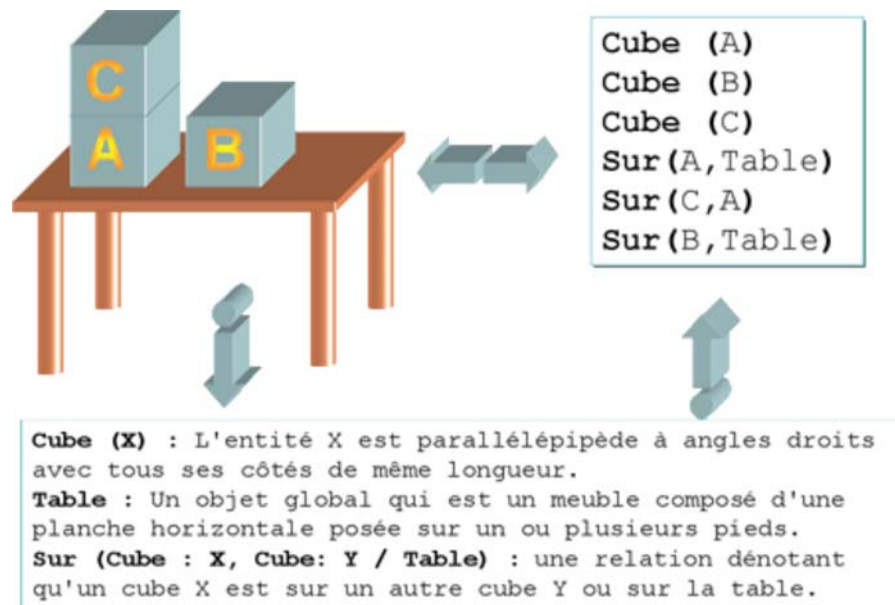 C
A
B
Cube (A)
Cube (B)
Cube (C)
Sur(A,Table)
Sur(C,A)
Sur(B,Table)
Cube (X) : L'entité X est parallélépipède à angles droits
avec tous ses côtés de même longueur.
Table : Un objet global qui est un meuble composé d'une
planche horizontale posée sur un ou plusieurs pieds.
Sur (Cube : X, Cube: Y / Table) : une relation dénotant
qu'un cube X est sur un autre cube Y ou sur la table.